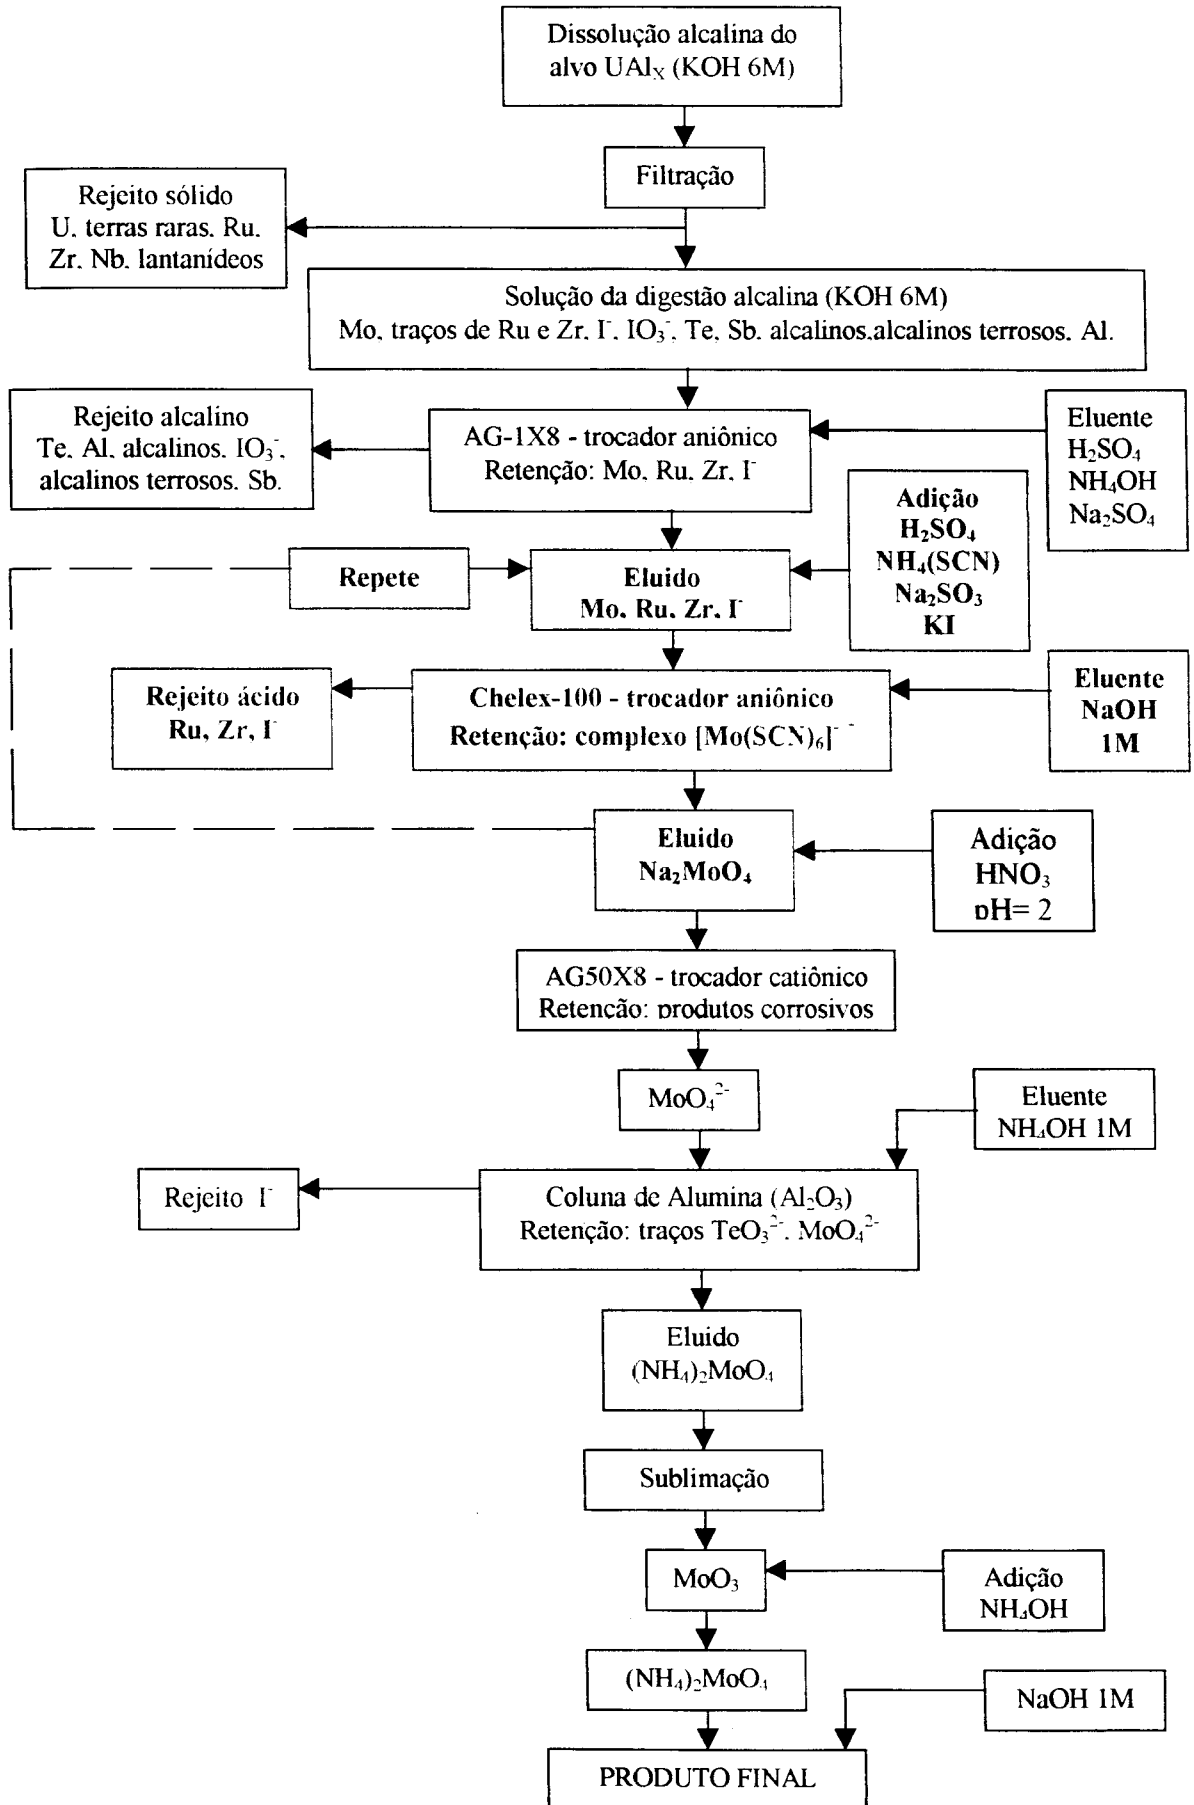 Dissolução alcalina do
alvo UAlₓ (KOH 6M)
Filtração
Rejeito sólido
U. terras raras. Ru.
Zr. Nb. lantanídeos
Solução da digestão alcalina (KOH 6M)
Mo. traços de Ru e Zr. I⁻. IO₃⁻. Te. Sb. alcalinos.alcalinos terrosos. Al.
Rejeito alcalino
Te. Al. alcalinos. IO₃⁻.
alcalinos terrosos. Sb.
AG-1X8 - trocador aniônico
Retenção: Mo. Ru. Zr. I⁻
Eluente
H₂SO₄
NH₄OH
Na₂SO₄
Adição
H₂SO₄
NH₄(SCN)
Na₂SO₃
KI
Repete
Eluido
Mo. Ru. Zr. I⁻
Rejeito ácido
Ru, Zr, I⁻
Chelex-100 - trocador aniônico
Retenção: complexo [Mo(SCN)₆]⁻⁻
Eluente
NaOH
1M
Eluido
Na₂MoO₄
Adição
HNO₃
pH= 2
AG50X8 - trocador catiônico
Retenção: produtos corrosivos
MoO₄²⁻
Eluente
NH₄OH 1M
Rejeito I⁻
Coluna de Alumina (Al₂O₃)
Retenção: traços TeO₃²⁻. MoO₄²⁻
Eluido
(NH₄)₂MoO₄
Sublimação
MoO₃
Adição
NH₄OH
(NH₄)₂MoO₄
NaOH 1M
PRODUTO FINAL